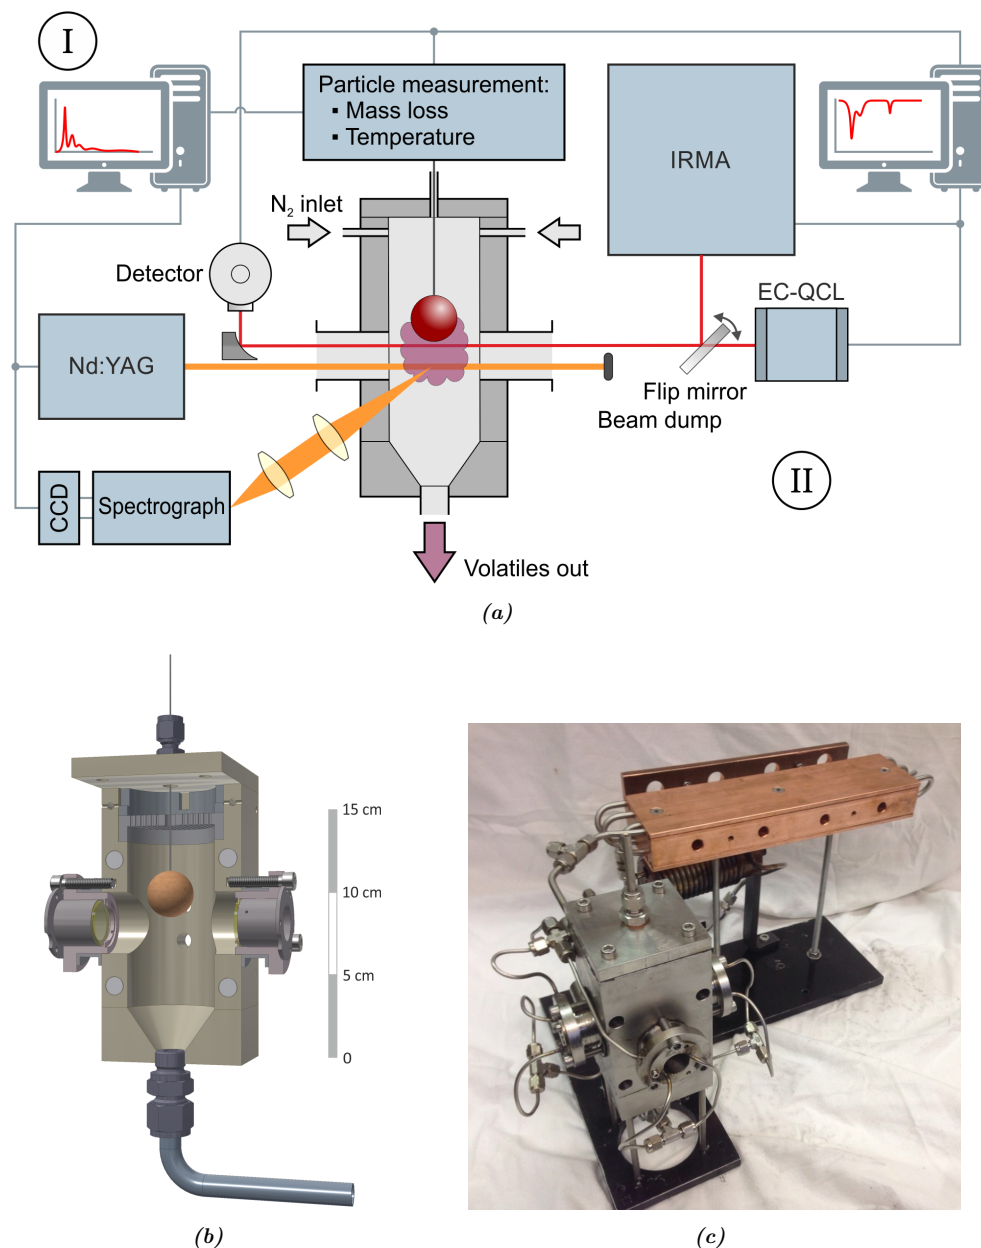 I
Particle measurement:
▪ Mass loss
▪ Temperature
IRMA
N₂ inlet
Detector
EC-QCL
Nd:YAG
Flip mirror
Beam dump
CCD
Spectrograph
II
Volatiles out
(a)
15 cm
10 cm
5 cm
0
(b)
(c)